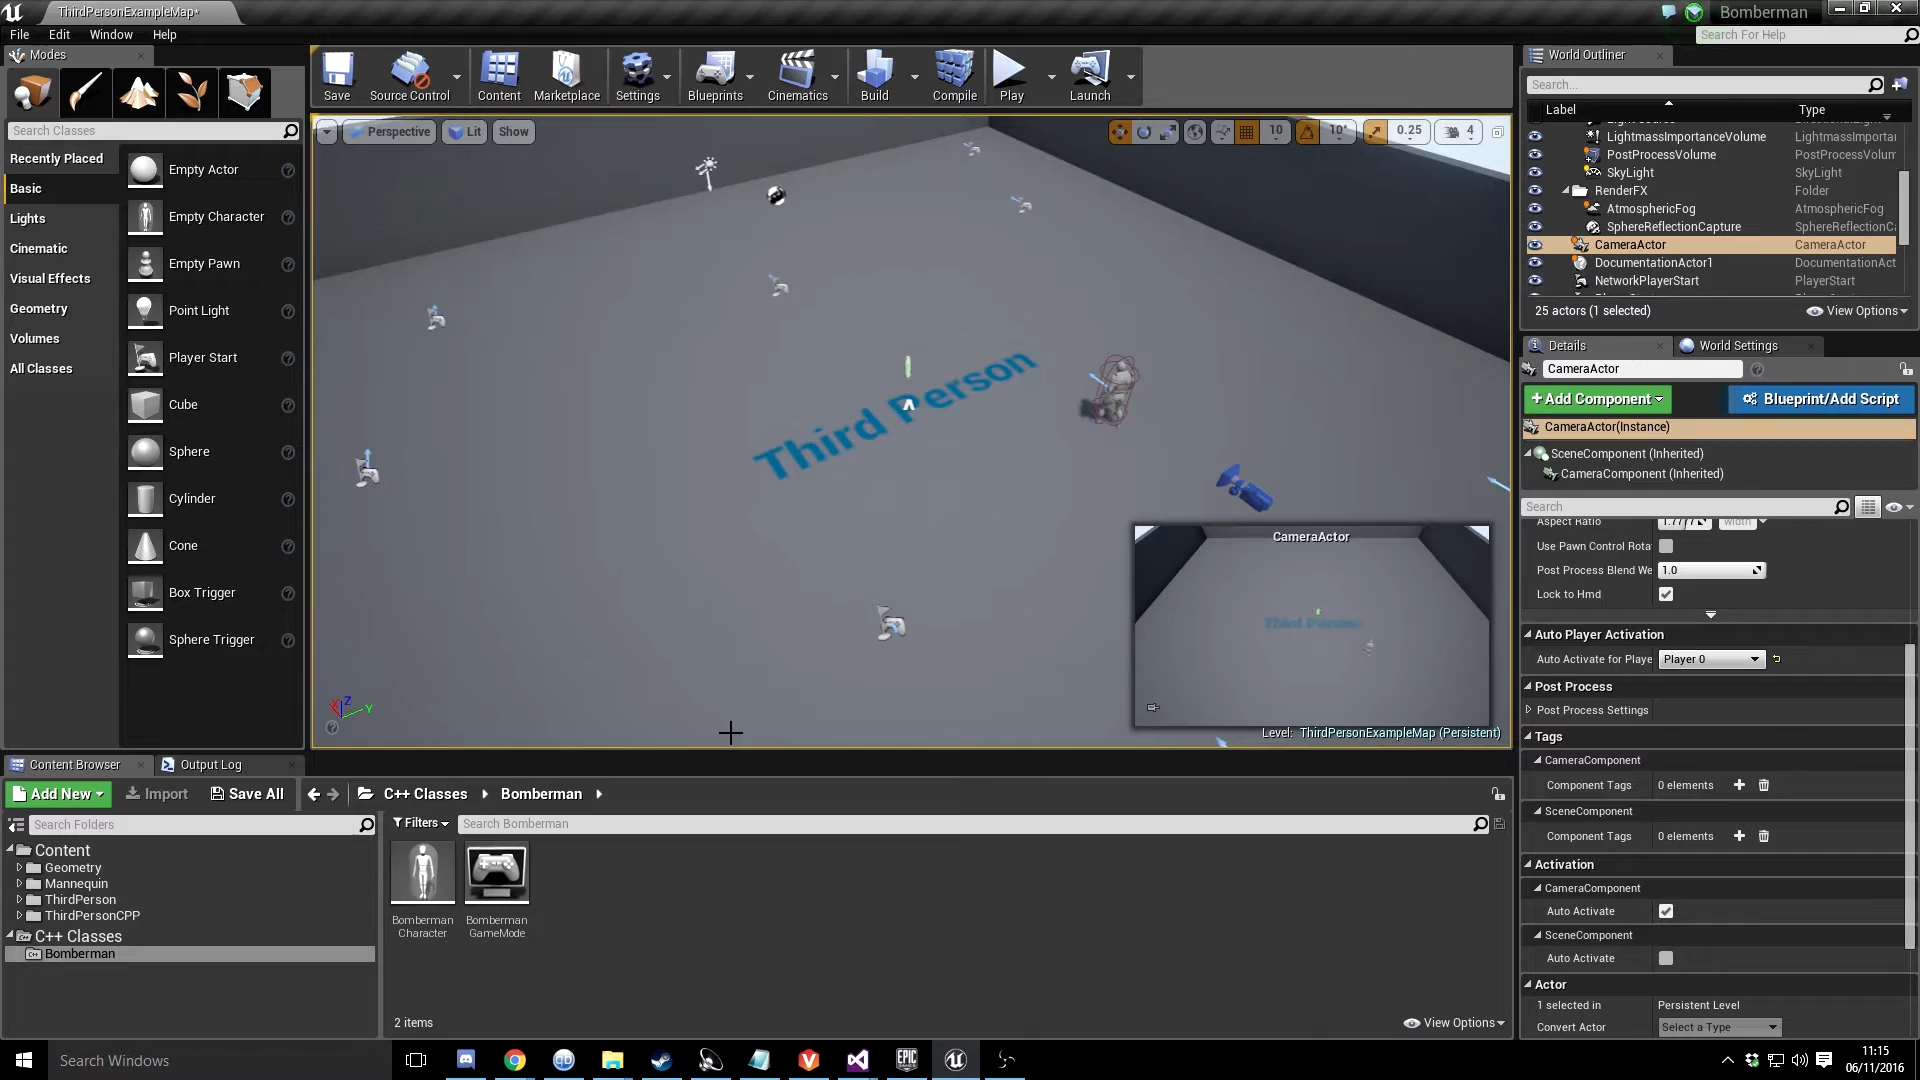 ThirdPersonExampleMap*
Bomberman
File Edit Window Help
Search For Help
Modes
Search Classes
Recently Placed
Basic
Lights
Cinematic
Visual Effects
Geometry
Volumes
All Classes
Empty Actor
Empty Character
Empty Pawn
Point Light
Player Start
Cube
Sphere
Cylinder
Cone
Box Trigger
Sphere Trigger
Save
Source Control
Content
Marketplace
Settings
Blueprints
Cinematics
Build
Compile
Play
Launch
Perspective
Lit
Show
10
10°
0.25
4
Third Person
CameraActor
Third Person
Level: ThirdPersonExampleMap (Persistent)
X Z Y
World Outliner
Search...
Label Type
LightmassImportanceVolume LightmassImportan
PostProcessVolume PostProcessVolum
SkyLight SkyLight
RenderFX Folder
AtmosphericFog AtmosphericFog
SphereReflectionCapture SphereReflectionCa
CameraActor CameraActor
DocumentationActor1 DocumentationAct
NetworkPlayerStart PlayerStart
25 actors (1 selected)
View Options
Details
World Settings
CameraActor
+Add Component
Blueprint/Add Script
CameraActor(Instance)
SceneComponent (Inherited)
CameraComponent (Inherited)
Search
Aspect Ratio
Use Pawn Control Rota
Post Process Blend We 1.0
Lock to Hmd
Auto Player Activation
Auto Activate for Playe Player 0
Post Process
Post Process Settings
Tags
CameraComponent
Component Tags 0 elements
SceneComponent
Component Tags 0 elements
Activation
CameraComponent
Auto Activate
SceneComponent
Auto Activate
Actor
1 selected in Persistent Level
Convert Actor Select a Type
Content Browser
Output Log
Add New
Import
Save All
C++ Classes
Bomberman
Search Folders
Filters
Search Bomberman
Content
Geometry
Mannequin
ThirdPerson
ThirdPersonCPP
C++ Classes
Bomberman
Bomberman
Character
Bomberman
GameMode
2 items
View Options
Search Windows
EPIC
GAMES
11:15
06/11/2016